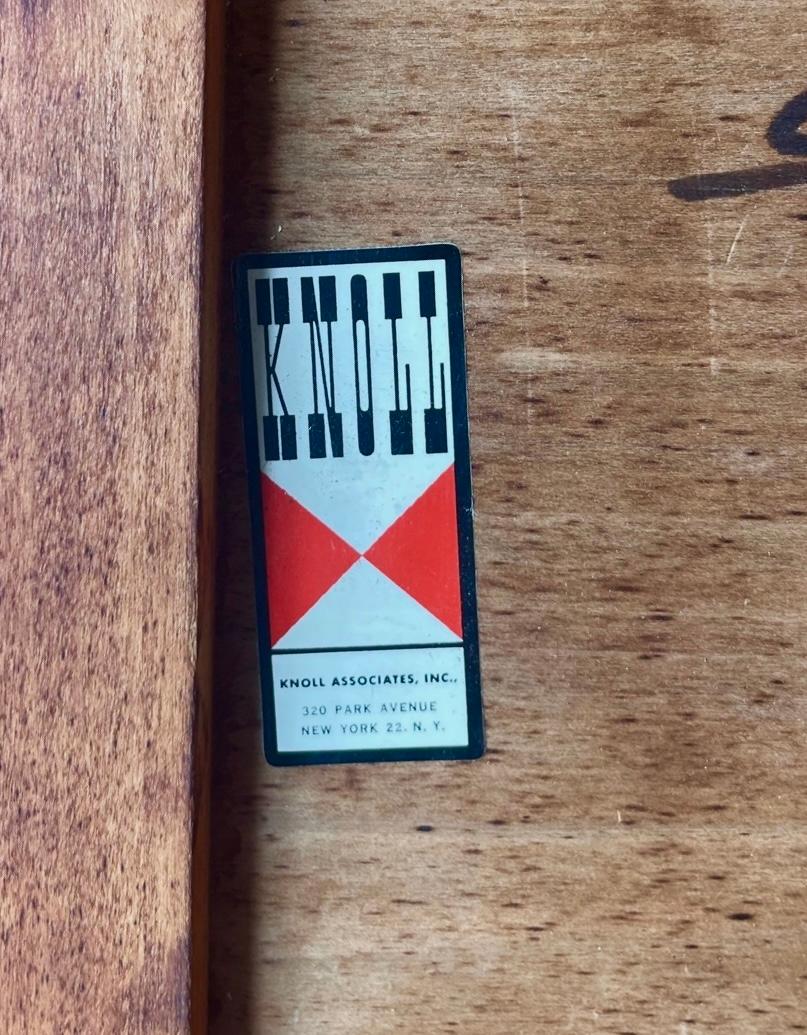 KNOLL
KNOLL ASSOCIATES, INC.,
320 PARK AVENUE
NEW YORK 22, N. Y.